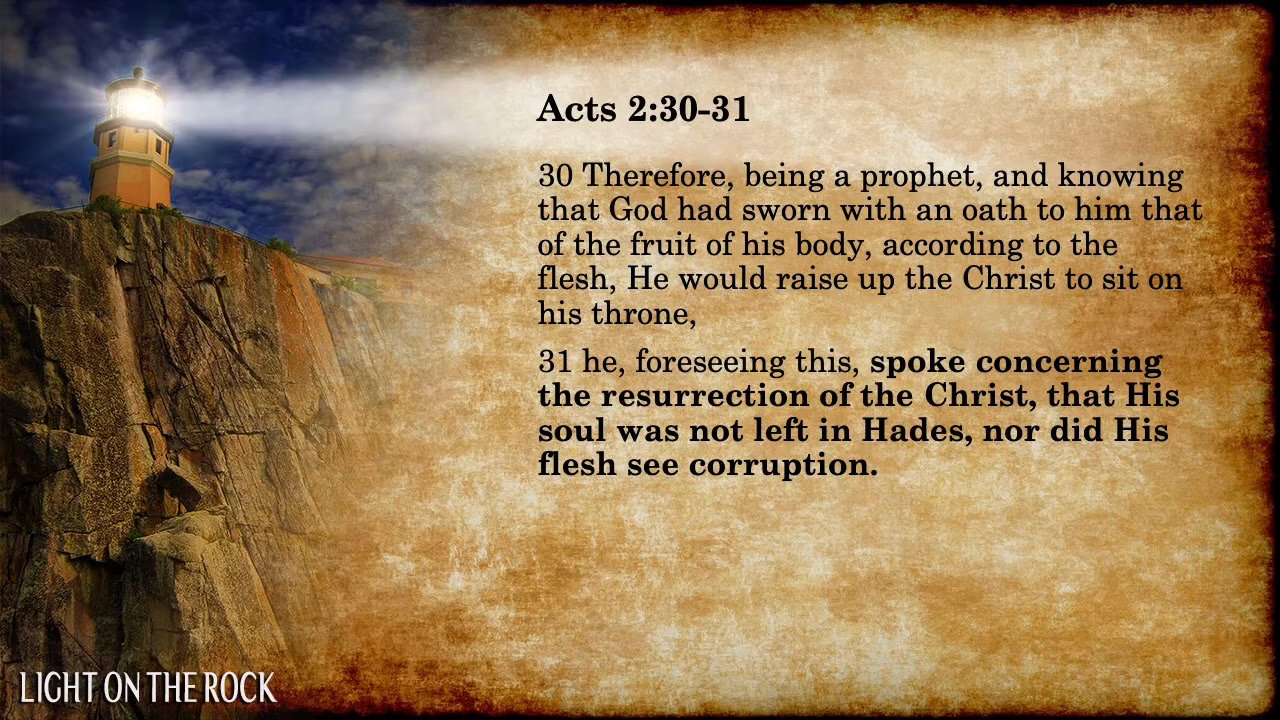 Acts 2:30-31
30 Therefore, being a prophet, and knowing
that God had sworn with an oath to him that
of the fruit of his body, according to the
flesh, He would raise up the Christ to sit on
his throne,
31 he, foreseeing this, spoke concerning
the resurrection of the Christ, that His
soul was not left in Hades, nor did His
flesh see corruption.
LIGHT ON THE ROCK